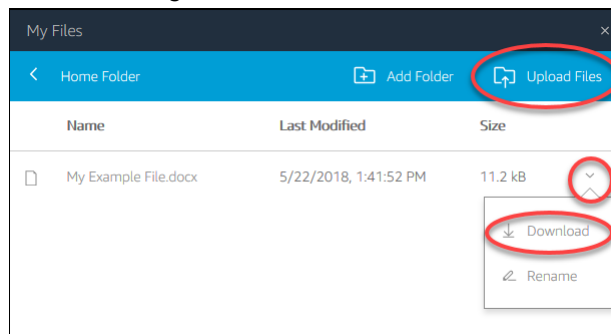 My Files
Home Folder Add Folder Upload Files
Name Last Modified Size
My Example File.docx 5/22/2018, 1:41:52 PM 11.2 kB
Download
Rename